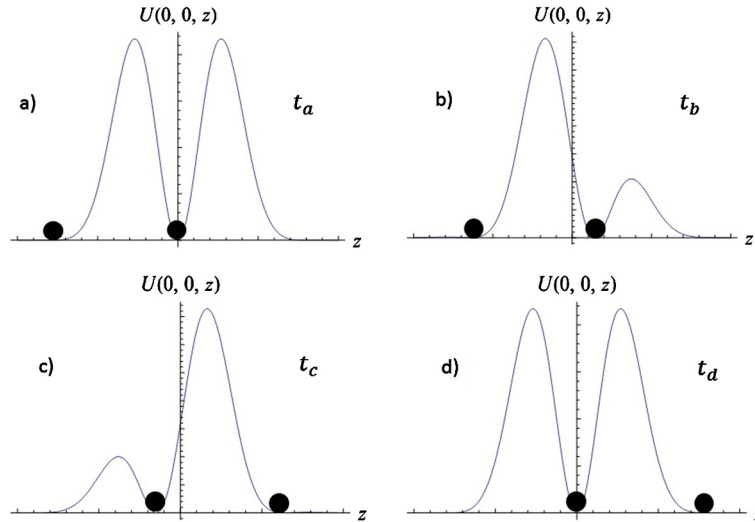 U(0, 0, z)
a)
t_a
z
U(0, 0, z)
b)
t_b
z
U(0, 0, z)
c)
t_c
z
U(0, 0, z)
d)
t_d